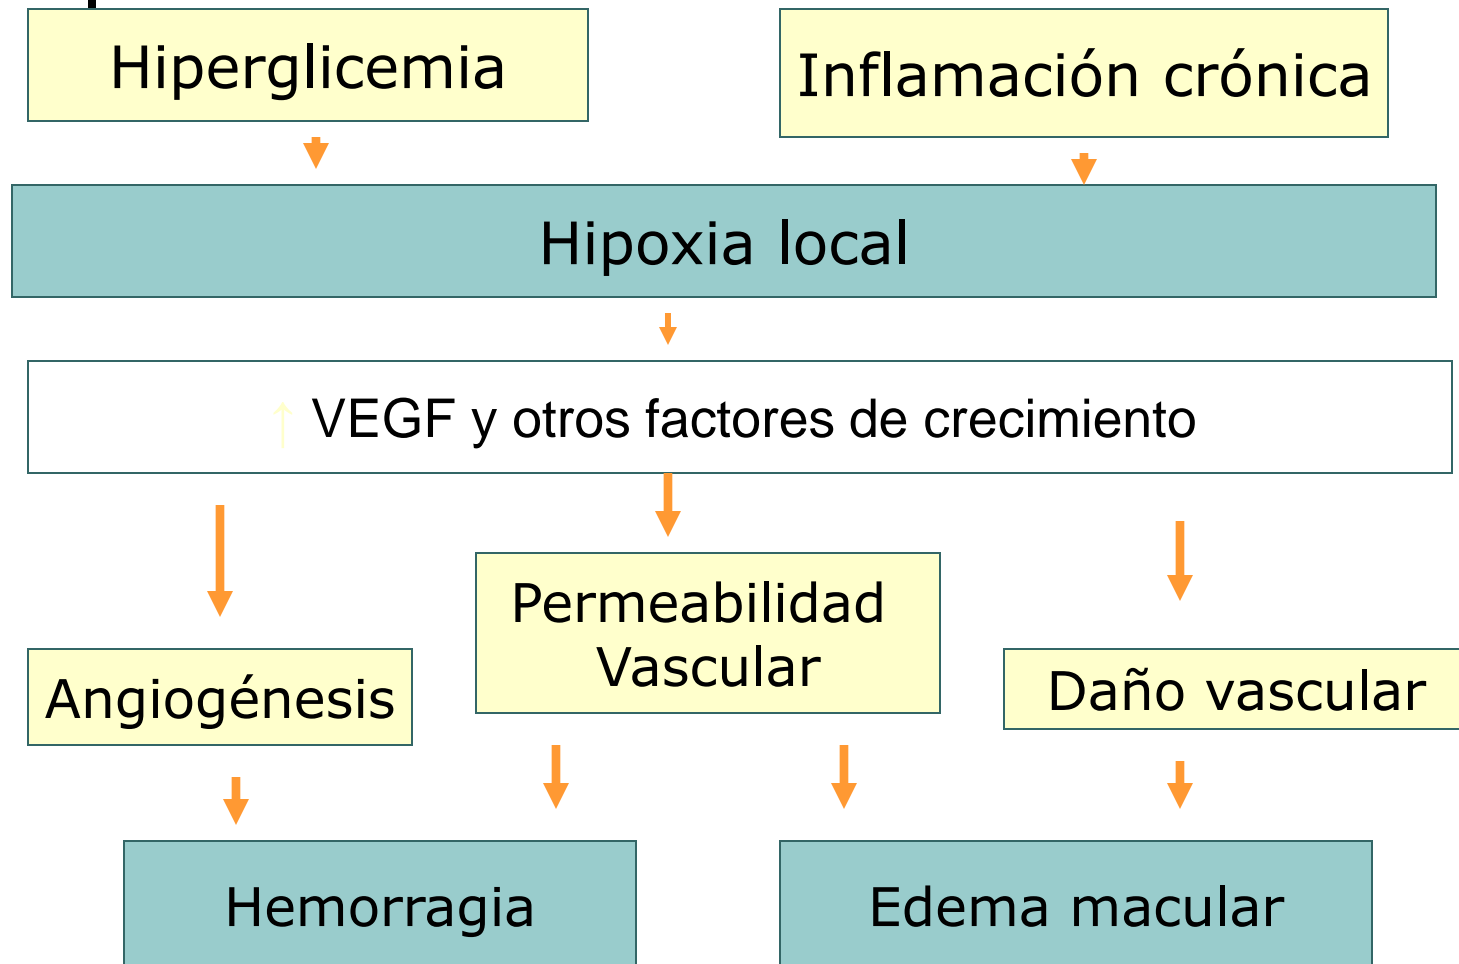 Hiperglicemia
Inflamación crónica
Hipoxia local
↑ VEGF y otros factores de crecimiento
Permeabilidad
Vascular
Angiogénesis
Daño vascular
Hemorragia
Edema macular